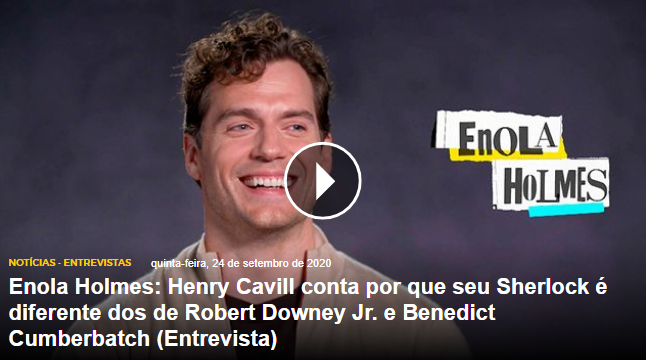 ENOLA
HOLMES
NOTÍCIAS - ENTREVISTAS quinta-feira, 24 de setembro de 2020
Enola Holmes: Henry Cavill conta por que seu Sherlock é
diferente dos de Robert Downey Jr. e Benedict
Cumberbatch (Entrevista)